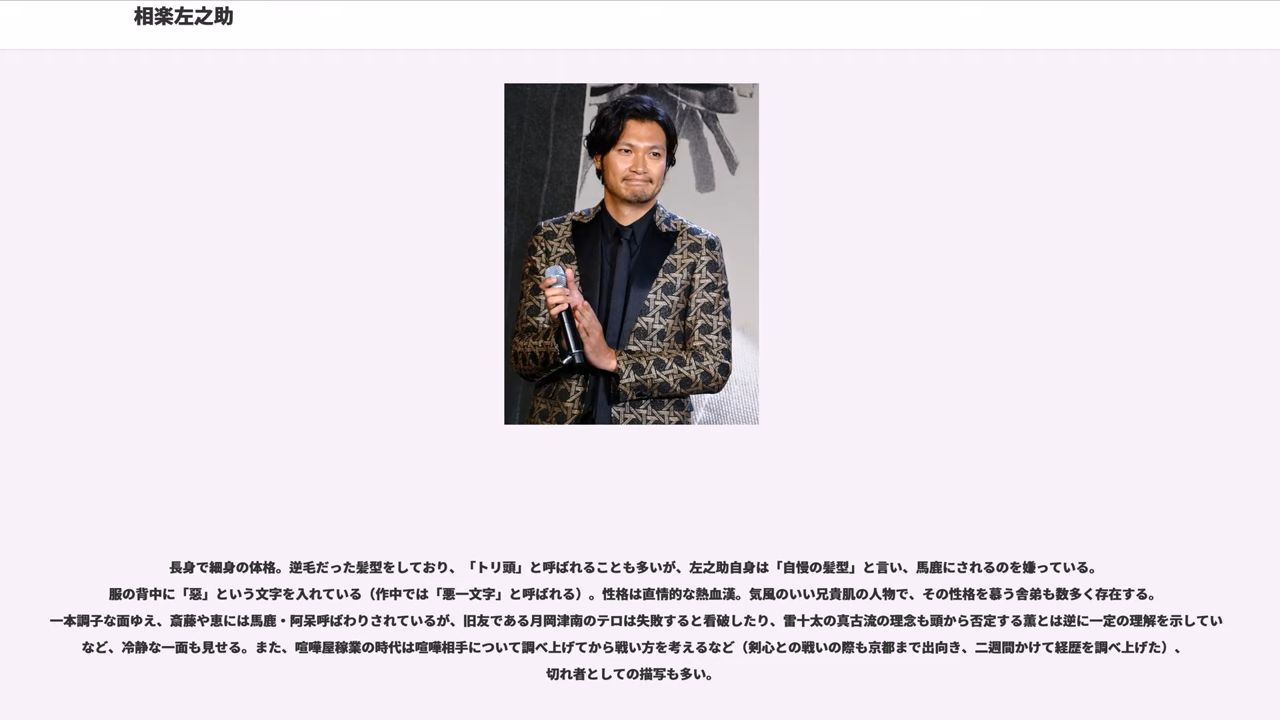 相楽左之助
長身で細身の体格。逆毛だった髪型をしており、「トリ頭」と呼ばれることも多いが、左之助自身は「自慢の髪型」と言い、馬鹿にされるのを嫌っている。
服の背中に「惡」という文字を入れている（作中では「悪一文字」と呼ばれる）。性格は直情的な熱血漢。気風のいい兄貴肌の人物で、その性格を慕う舎弟も数多く存在する。
一本調子な面ゆえ、斎藤や恵には馬鹿・阿呆呼ばわりされているが、旧友である月岡津南のテロは失敗すると看破したり、雷十太の真古流の理念も頭から否定する薫とは逆に一定の理解を示してい
など、冷静な一面も見せる。また、喧嘩屋稼業の時代は喧嘩相手について調べ上げてから戦い方を考えるなど（剣心との戦いの際も京都まで出向き、二週間かけて経歴を調べ上げた）、
切れ者としての描写も多い。